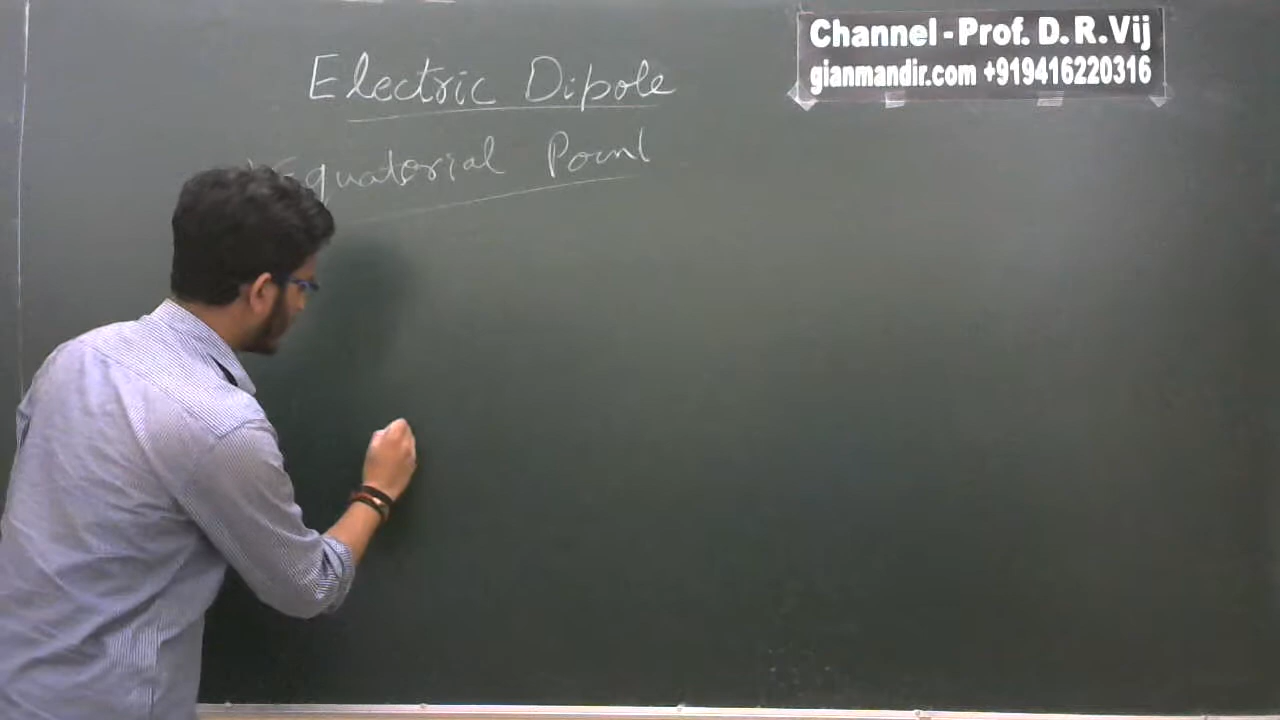 Channel - Prof. D. R. Vij
gianmandir.com +919416220316
Electric Dipole
Equatorial Point